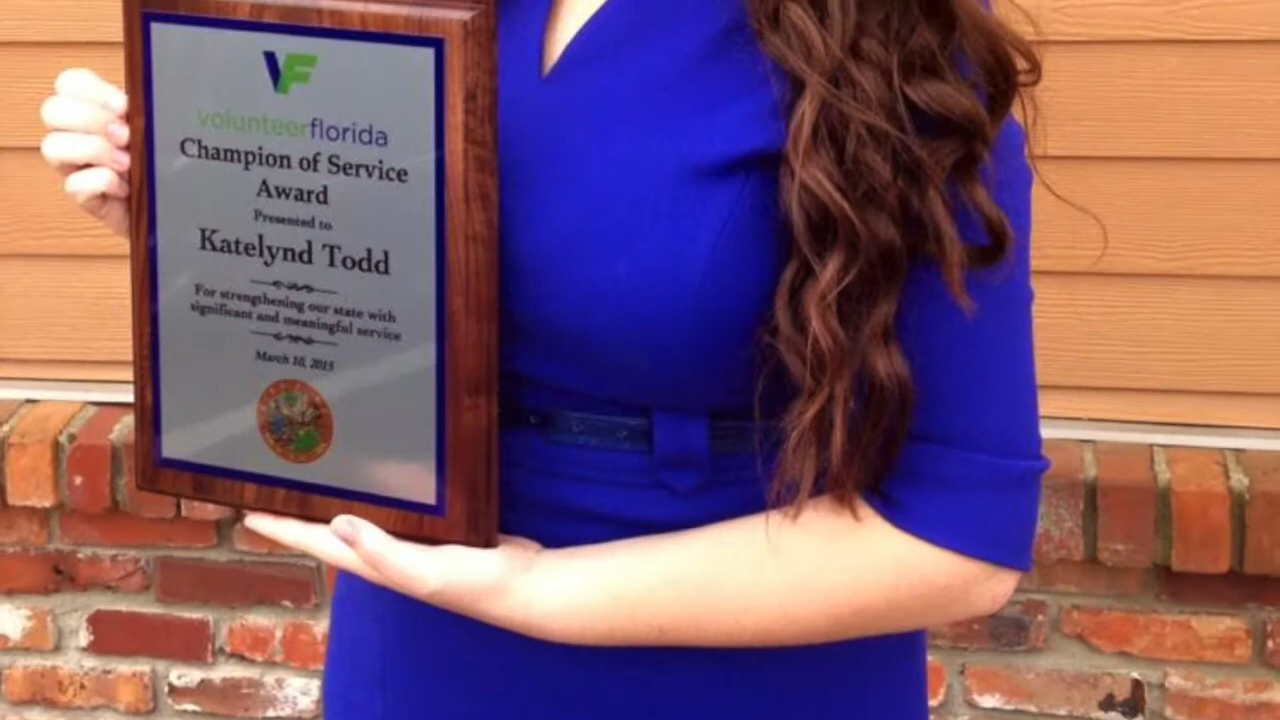 VF
volunteerflorida
Champion of Service
Award
Presented to
Katelynd Todd
For strengthening our state with
significant and meaningful service
March 10, 2015